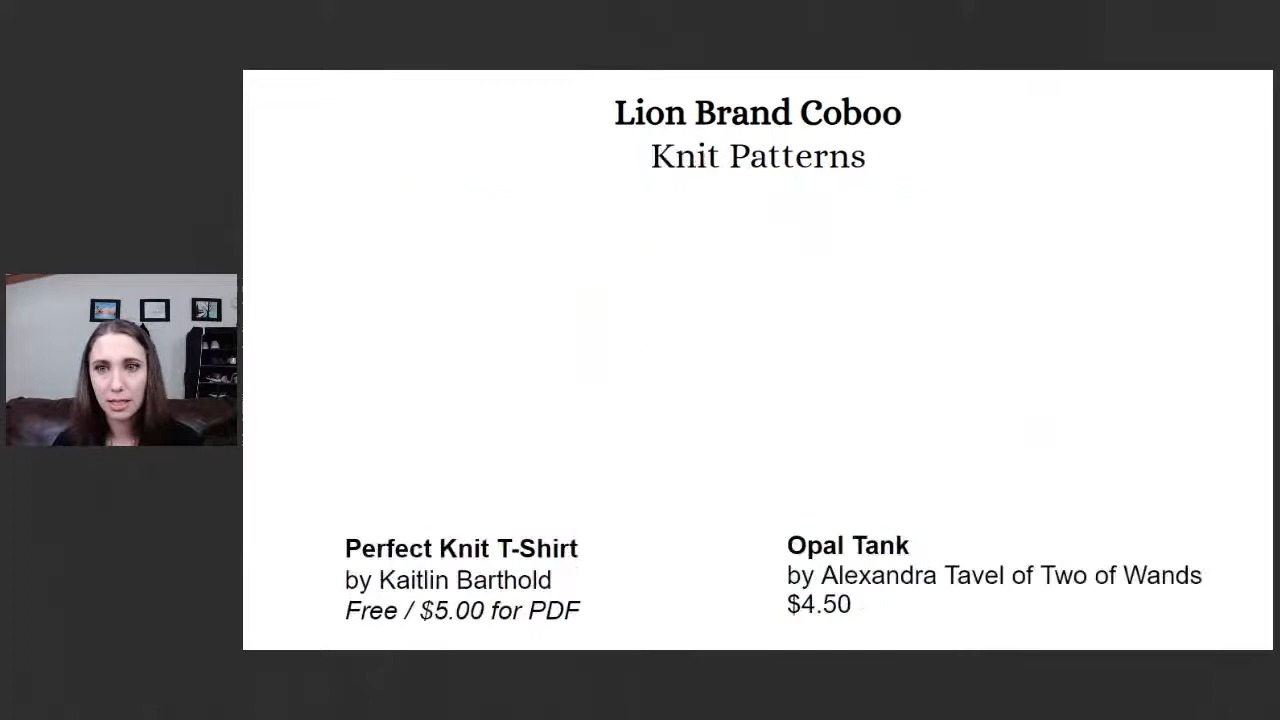 Lion Brand Coboo
Knit Patterns
Perfect Knit T-Shirt
by Kaitlin Barthold
Free / $5.00 for PDF
Opal Tank
by Alexandra Tavel of Two of Wands
$4.50